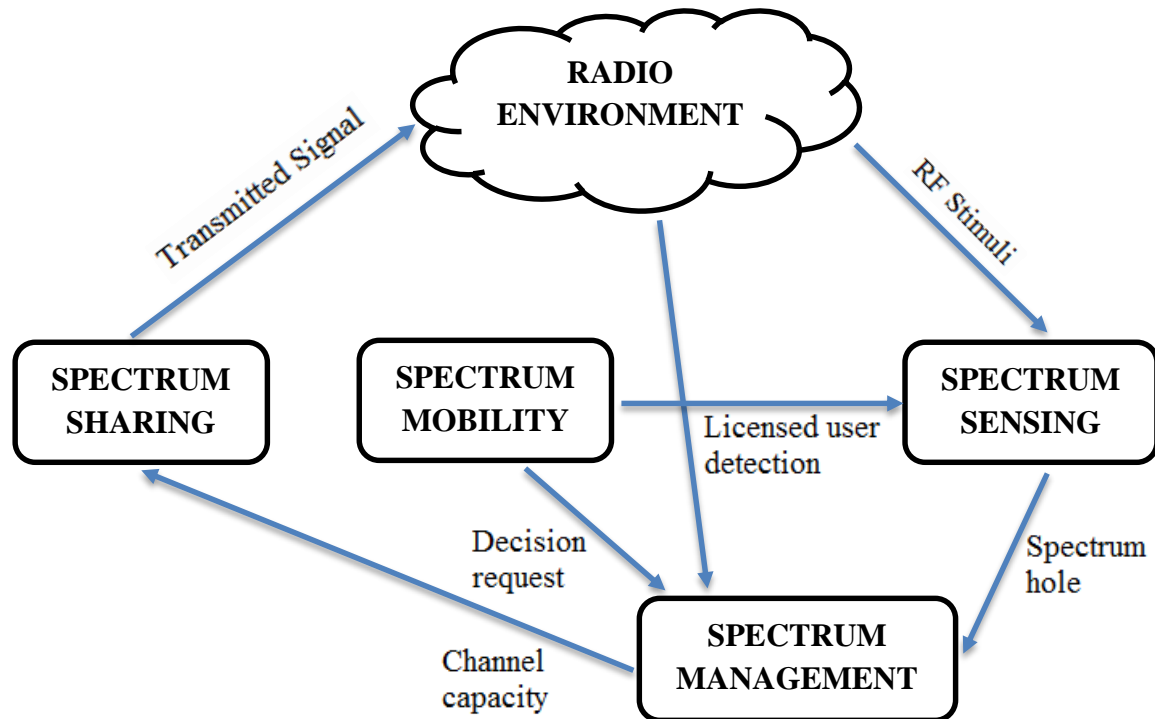 RADIO
ENVIRONMENT
Transmitted Signal
RF Stimuli
SPECTRUM
SHARING
SPECTRUM
MOBILITY
SPECTRUM
SENSING
Licensed user
detection
Decision
request
Spectrum
hole
SPECTRUM
MANAGEMENT
Channel
capacity